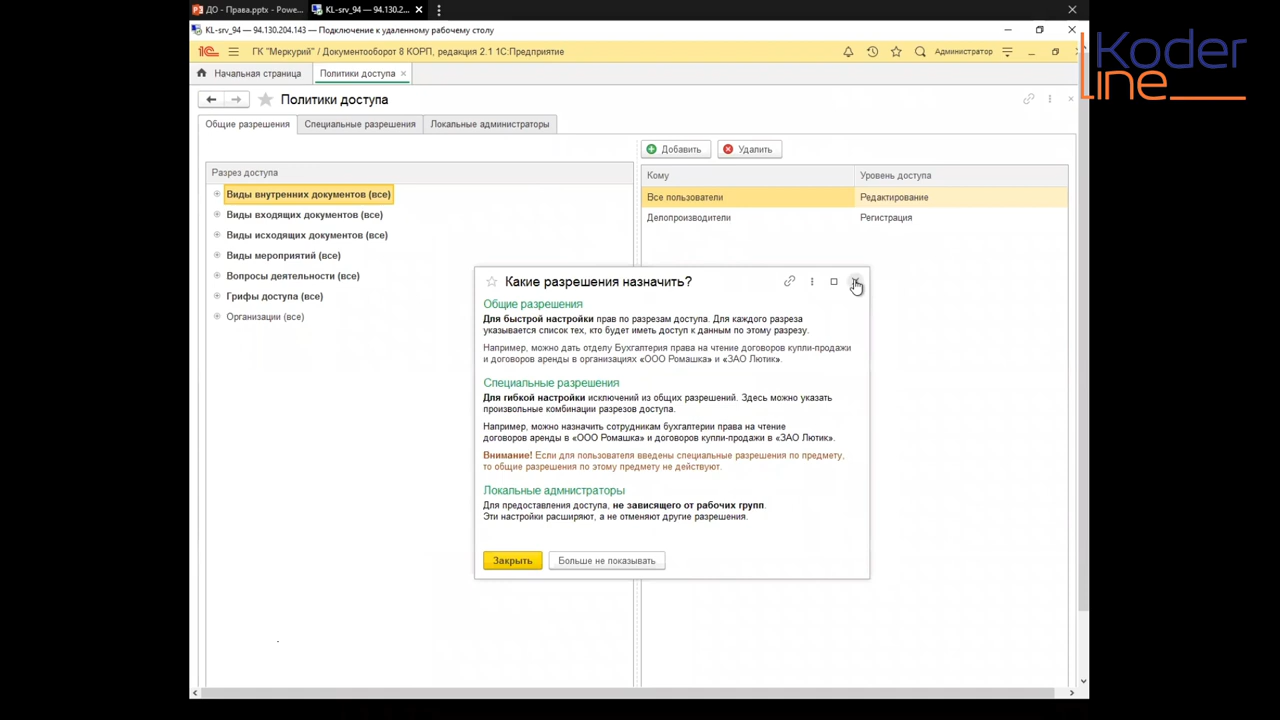 ДО - Права.pptx - Powe...
KL-srv_94 — 94.130.2...
KL-srv_94 — 94.130.204.143 — Подключение к удаленному рабочему столу
Koder
Line
1С ГК "Меркурий" / Документооборот 8 КОРП, редакция 2.1 1С:Предприятие
Администратор
Начальная страница
Политики доступа
Политики доступа
Общие разрешения
Специальные разрешения
Локальные администраторы
Добавить
Удалить
Разрез доступа
Кому
Уровень доступа
Виды внутренних документов (все)
Все пользователи
Редактирование
Виды входящих документов (все)
Делопроизводители
Регистрация
Виды исходящих документов (все)
Виды мероприятий (все)
Вопросы деятельности (все)
Грифы доступа (все)
Организации (все)
Какие разрешения назначить?
Общие разрешения
Для быстрой настройки прав по разрезам доступа. Для каждого разреза
указывается список тех, кто будет иметь доступ к данным по этому разрезу.
Например, можно дать отделу Бухгалтерия права на чтение договоров купли-продажи
и договоров аренды в организациях «ООО Ромашка» и «ЗАО Лютик».
Специальные разрешения
Для гибкой настройки исключений из общих разрешений. Здесь можно указать
произвольные комбинации разрезов доступа.
Например, можно назначить сотрудникам бухгалтерии права на чтение
договоров аренды в «ООО Ромашка» и договоров купли-продажи в «ЗАО Лютик».
Внимание! Если для пользователя введены специальные разрешения по предмету,
то общие разрешения по этому предмету не действуют.
Локальные админстраторы
Для предоставления доступа, не зависящего от рабочих групп.
Эти настройки расширяют, а не отменяют другие разрешения.
Закрыть
Больше не показывать